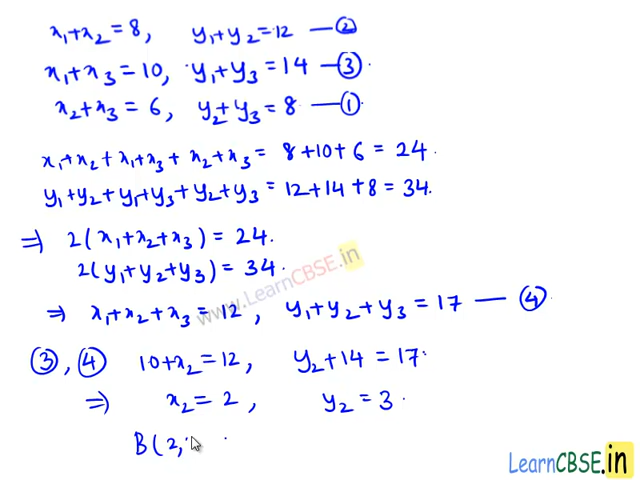 x₁+x₂ = 8, y₁+y₂ = 12 — ②
x₁+x₃ = 10, y₁+y₃ = 14 — ③
x₂+x₃ = 6, y₂+y₃ = 8 — ①
x₁+x₂+x₁+x₃+x₂+x₃ = 8+10+6 = 24.
y₁+y₂+y₁+y₃+y₂+y₃ = 12+14+8 = 34.
⇒ 2(x₁+x₂+x₃) = 24.
2(y₁+y₂+y₃) = 34.
www.LearnCBSE.in
⇒ x₁+x₂+x₃ = 12, y₁+y₂+y₃ = 17 — ④
③, ④ 10+x₂ = 12, y₂+14 = 17.
⇒ x₂ = 2, y₂ = 3.
B(2,
LearnCBSE.in